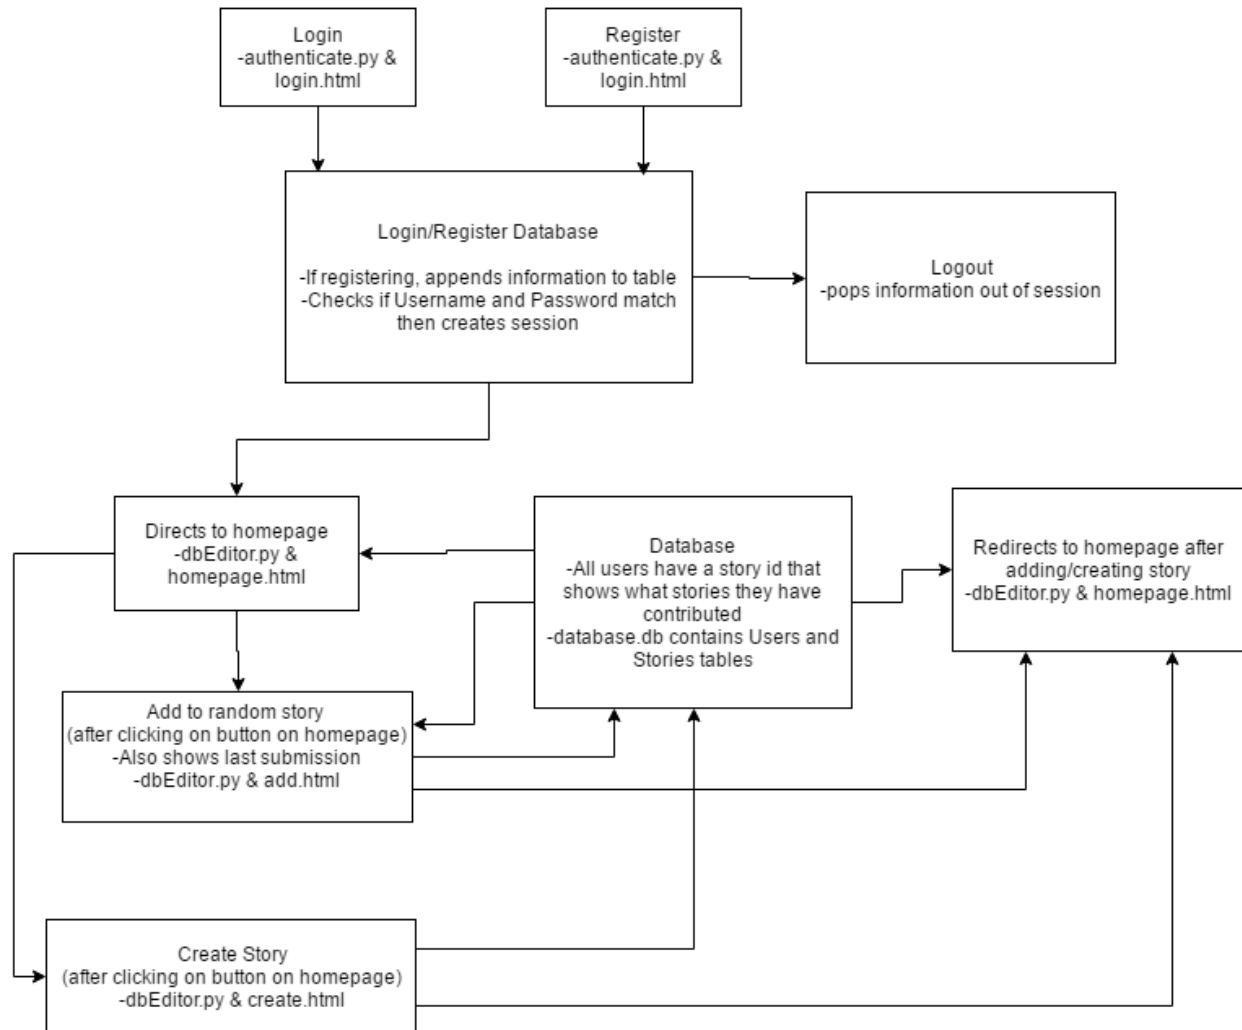 Login
-authenticate.py &
login.html
Register
-authenticate.py &
login.html
Login/Register Database
-If registering, appends information to table
-Checks if Username and Password match
then creates session
Logout
-pops information out of session
Directs to homepage
-dbEditor.py &
homepage.html
Database
-All users have a story id that
shows what stories they have
contributed
-database.db contains Users and
Stories tables
Redirects to homepage after
adding/creating story
-dbEditor.py & homepage.html
Add to random story
(after clicking on button on homepage)
-Also shows last submission
-dbEditor.py & add.html
Create Story
(after clicking on button on homepage)
-dbEditor.py & create.html